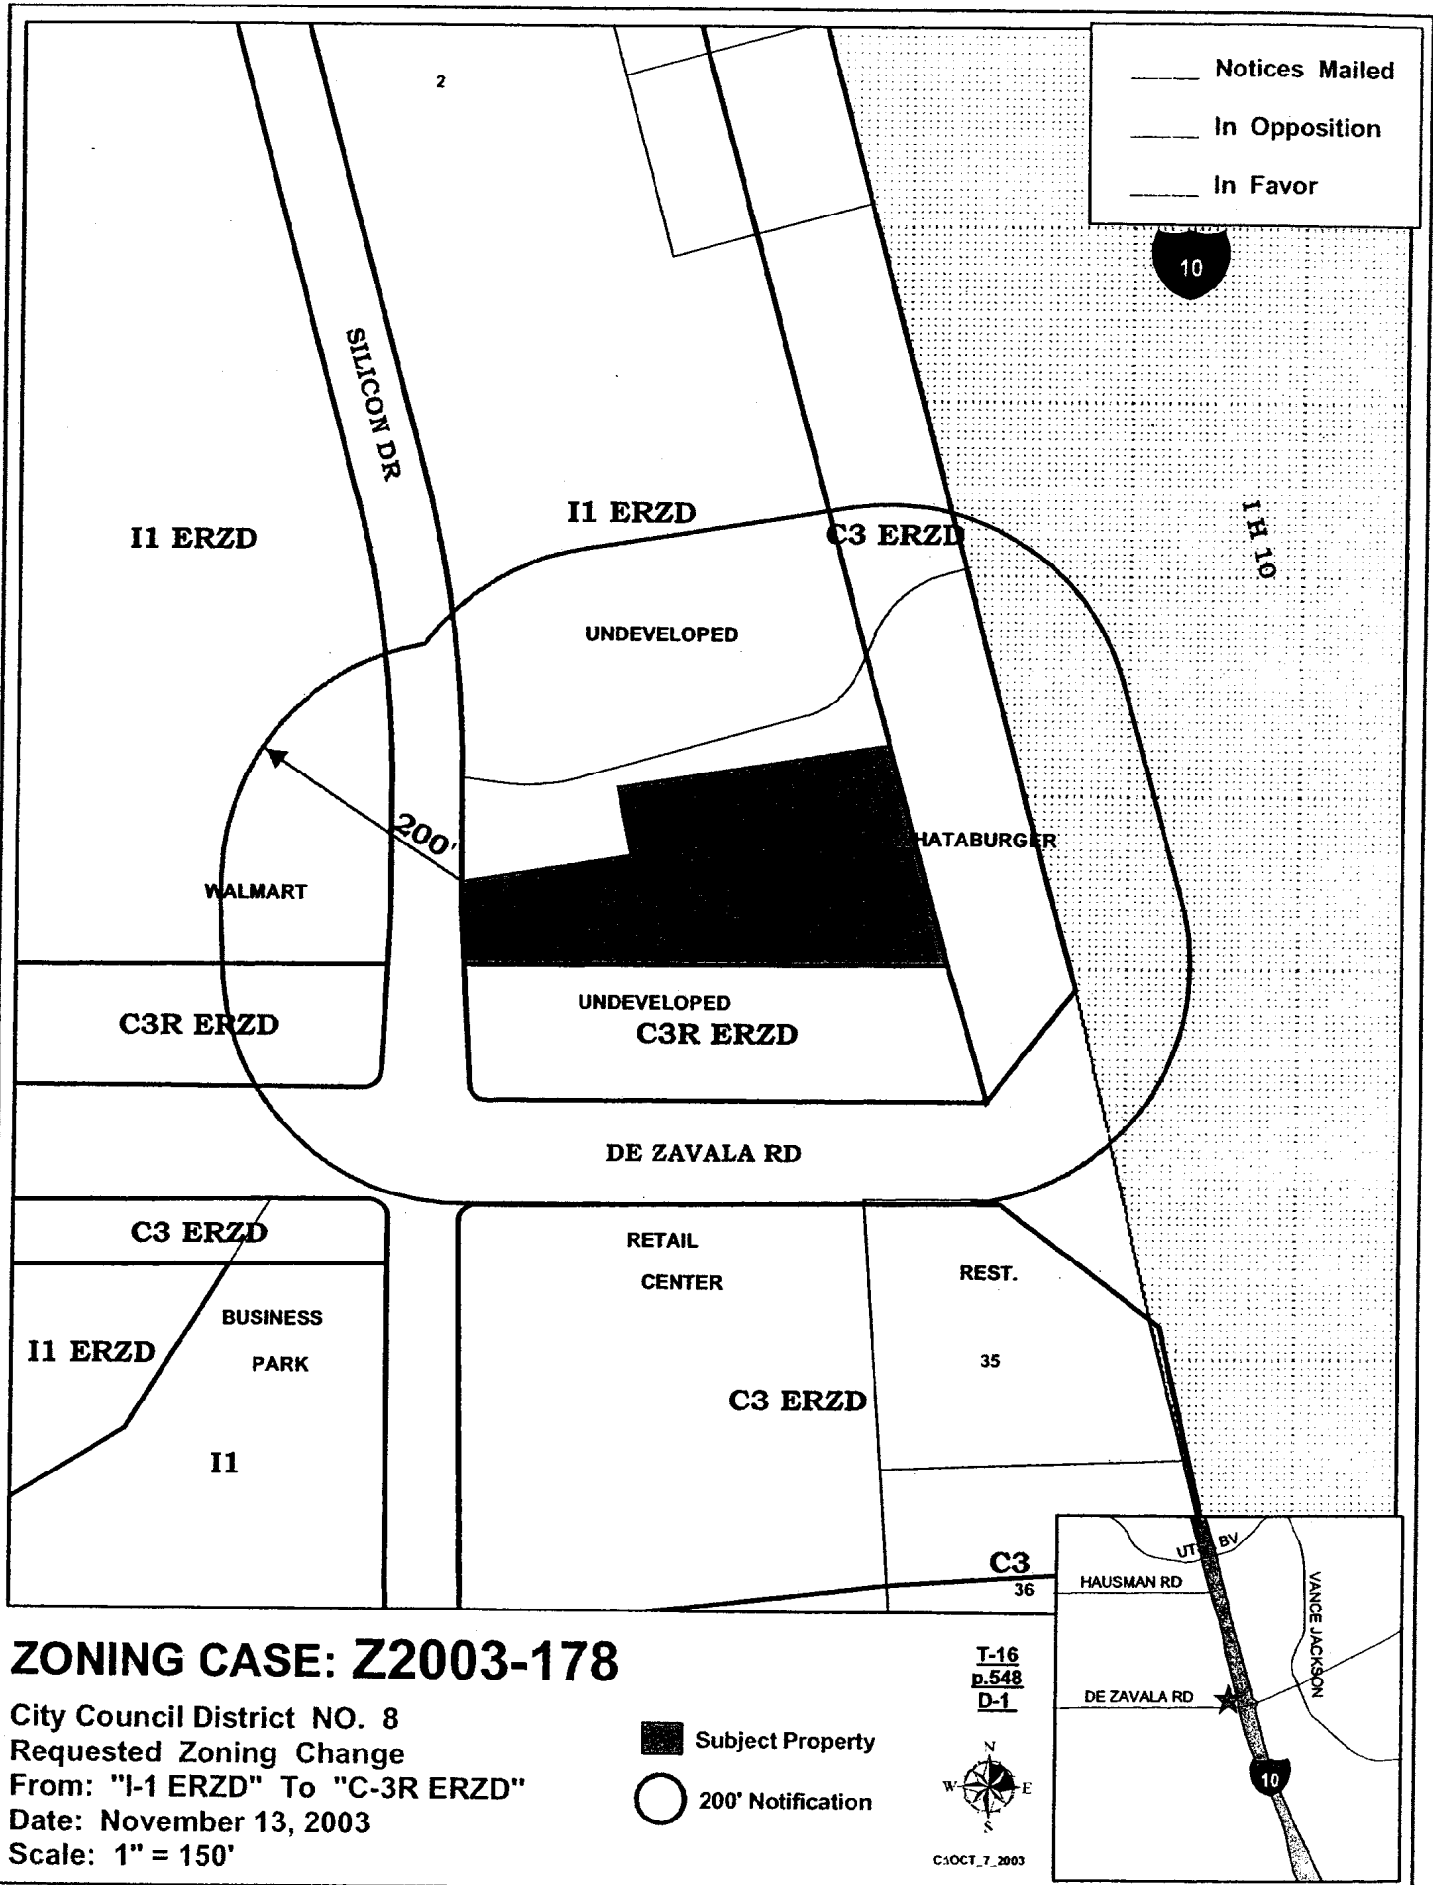 2
Notices Mailed
In Opposition
In Favor
10
SILICON DR
I H 10
I1 ERZD
I1 ERZD
C3 ERZD
UNDEVELOPED
200'
HATABURGER
WALMART
C3R ERZD
UNDEVELOPED
C3R ERZD
DE ZAVALA RD
C3 ERZD
RETAIL
CENTER
REST.
BUSINESS
PARK
I1 ERZD
35
C3 ERZD
I1
C3
36
BV
HAUSMAN RD
VANCE JACKSON
DE ZAVALA RD
10
ZONING CASE: Z2003-178
City Council District NO. 8
Requested Zoning Change
From: "I-1 ERZD" To "C-3R ERZD"
Date: November 13, 2003
Scale: 1" = 150'
Subject Property
200' Notification
T-16
p.548
D-1
N
W E
S
C:\OCT_7_2003